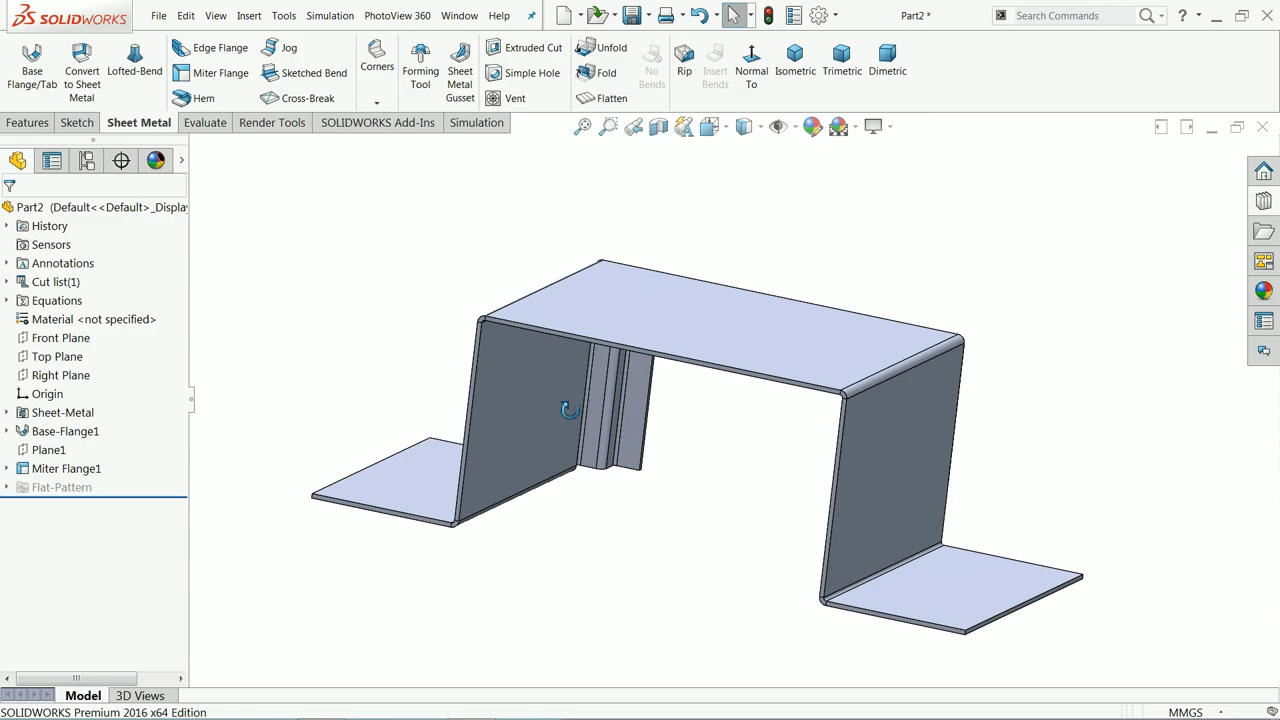 SOLIDWORKS
File Edit View Insert Tools Simulation PhotoView 360 Window Help
Part2 *
Search Commands
?
Base Flange/Tab
Convert to Sheet Metal
Lofted-Bend
Edge Flange
Miter Flange
Hem
Jog
Sketched Bend
Cross-Break
Corners
Forming Tool
Sheet Metal Gusset
Extruded Cut
Simple Hole
Vent
Unfold
Fold
Flatten
No Bends
Rip
Insert Bends
Normal To
Isometric
Trimetric
Dimetric
Features Sketch Sheet Metal Evaluate Render Tools SOLIDWORKS Add-Ins Simulation
Part2 (Default<<Default>_Displa
History
Sensors
Annotations
Cut list(1)
Equations
Material <not specified>
Front Plane
Top Plane
Right Plane
Origin
Sheet-Metal
Base-Flange1
Plane1
Miter Flange1
Flat-Pattern
Model 3D Views
SOLIDWORKS Premium 2016 x64 Edition
MMGS